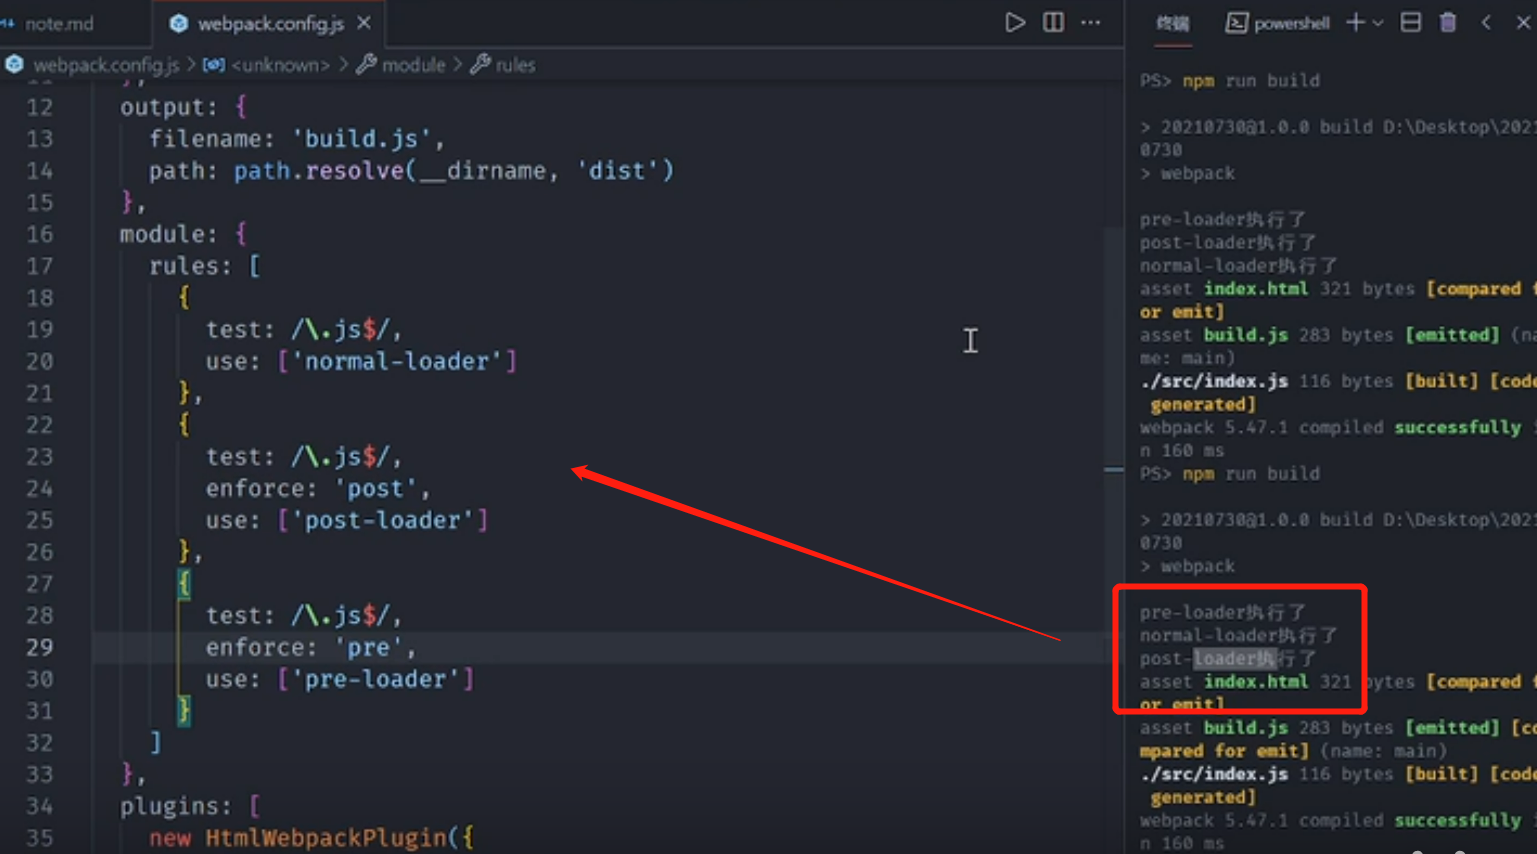 note.md
webpack.config.js
终端
powershell
webpack.config.js > <unknown> > module > rules
12 output: {
13 filename: 'build.js',
14 path: path.resolve(__dirname, 'dist')
15 },
16 module: {
17 rules: [
18 {
19 test: /\.js$/,
20 use: ['normal-loader']
21 },
22 {
23 test: /\.js$/,
24 enforce: 'post',
25 use: ['post-loader']
26 },
27 {
28 test: /\.js$/,
29 enforce: 'pre',
30 use: ['pre-loader']
31 }
32 ]
33 },
34 plugins: [
35 new HtmlWebpackPlugin({
PS> npm run build
> 20210730@1.0.0 build D:\Desktop\202
0730
> webpack
pre-loader执行了
post-loader执行了
normal-loader执行了
asset index.html 321 bytes [compared f
or emit]
asset build.js 283 bytes [emitted] (na
me: main)
./src/index.js 116 bytes [built] [code
generated]
webpack 5.47.1 compiled successfully i
n 160 ms
PS> npm run build
> 20210730@1.0.0 build D:\Desktop\202
0730
> webpack
pre-loader执行了
normal-loader执行了
post-loader执行了
asset index.html 321 bytes [compared f
or emit]
asset build.js 283 bytes [emitted] [co
mpared for emit] (name: main)
./src/index.js 116 bytes [built] [code
generated]
webpack 5.47.1 compiled successfully i
n 160 ms